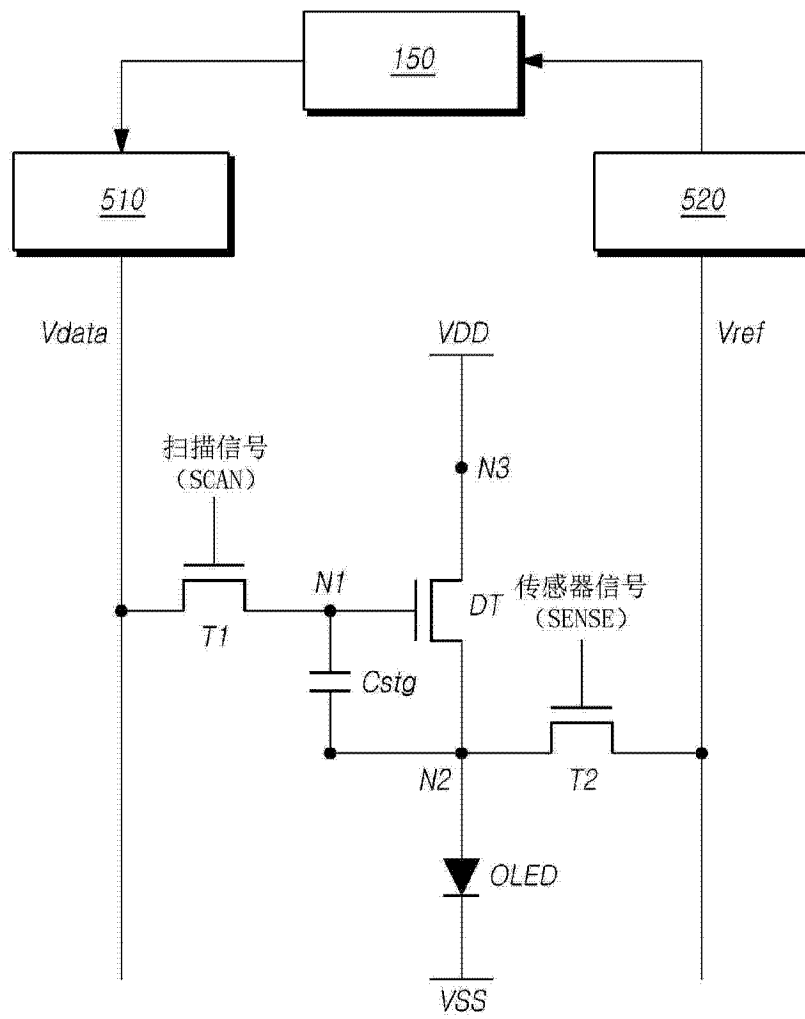 150
510
520
Vdata
VDD
Vref
扫描信号
(SCAN)
N3
N1
DT
传感器信号
(SENSE)
T1
Cstg
N2
T2
OLED
VSS